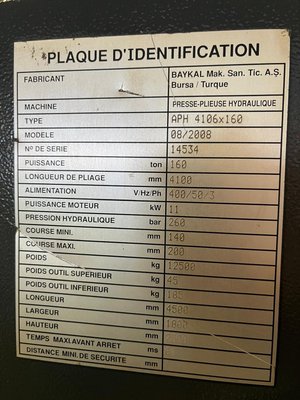 PLAQUE D'IDENTIFICATION
FABRICANT BAYKAL Mak. San. Tic. A.Ş.
Bursa / Turque
MACHINE PRESSE-PLIEUSE HYDRAULIQUE
TYPE APH 4106x160
MODELE 08/2008
Nº DE SERIE 14534
PUISSANCE ton 160
LONGUEUR DE PLIAGE mm 4100
ALIMENTATION V/Hz/Ph 400/50/3
PUISSANCE MOTEUR kW 11
PRESSION HYDRAULIQUE bar 260
COURSE MINI. mm 140
COURSE MAXI. mm 200
POIDS kg 12500
POIDS OUTIL SUPERIEUR kg 45
POIDS OUTIL INFERIEUR kg 185
LONGUEUR mm 4500
LARGEUR mm 1800
HAUTEUR mm
TEMPS MAXI.AVANT ARRET ms
DISTANCE MINI. DE SECURITE mm